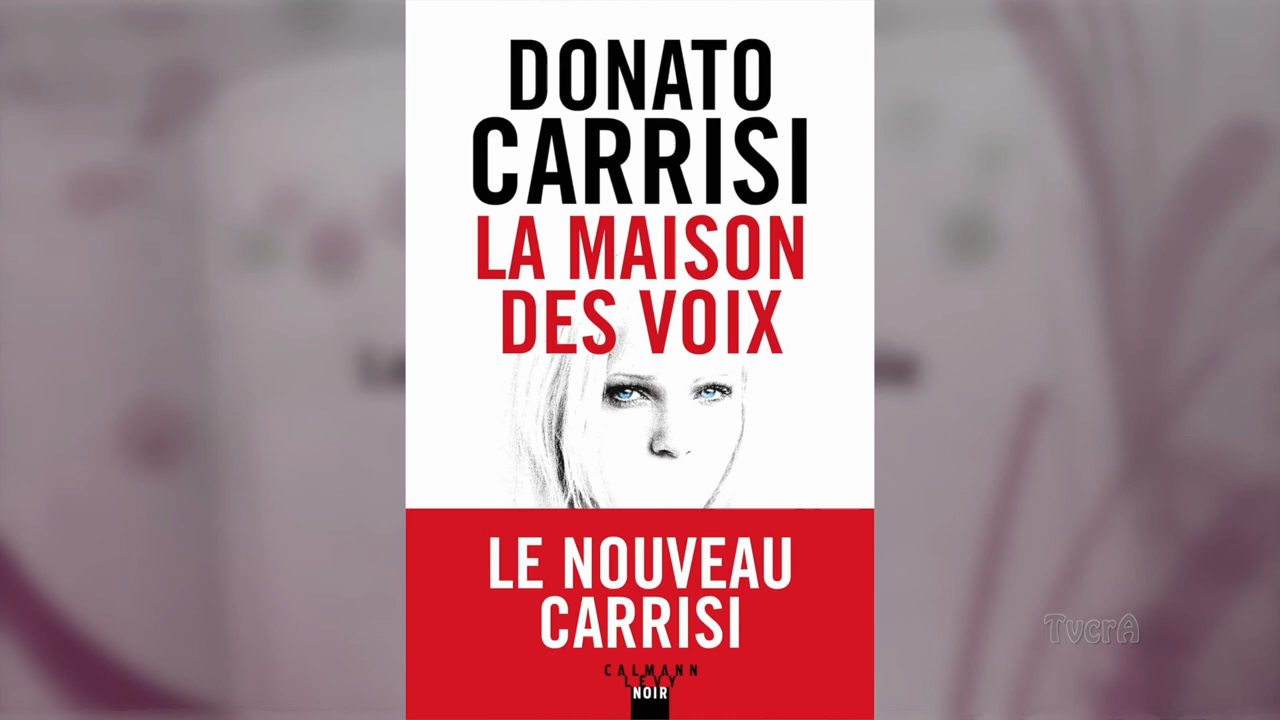 DONATO
CARRISI
LA MAISON
DES VOIX
LE NOUVEAU
CARRISI
CALMANN
LEVY
NOIR
TvcrA